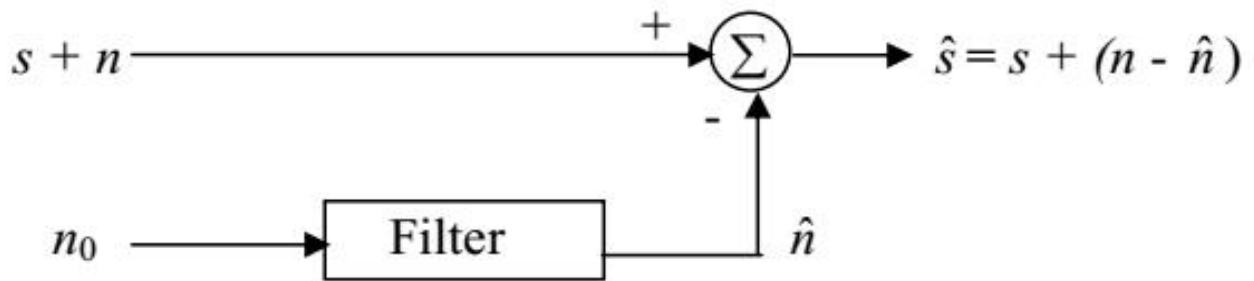 s + n
+
Σ
ŝ = s + (n - n̂)
-
n₀
Filter
n̂